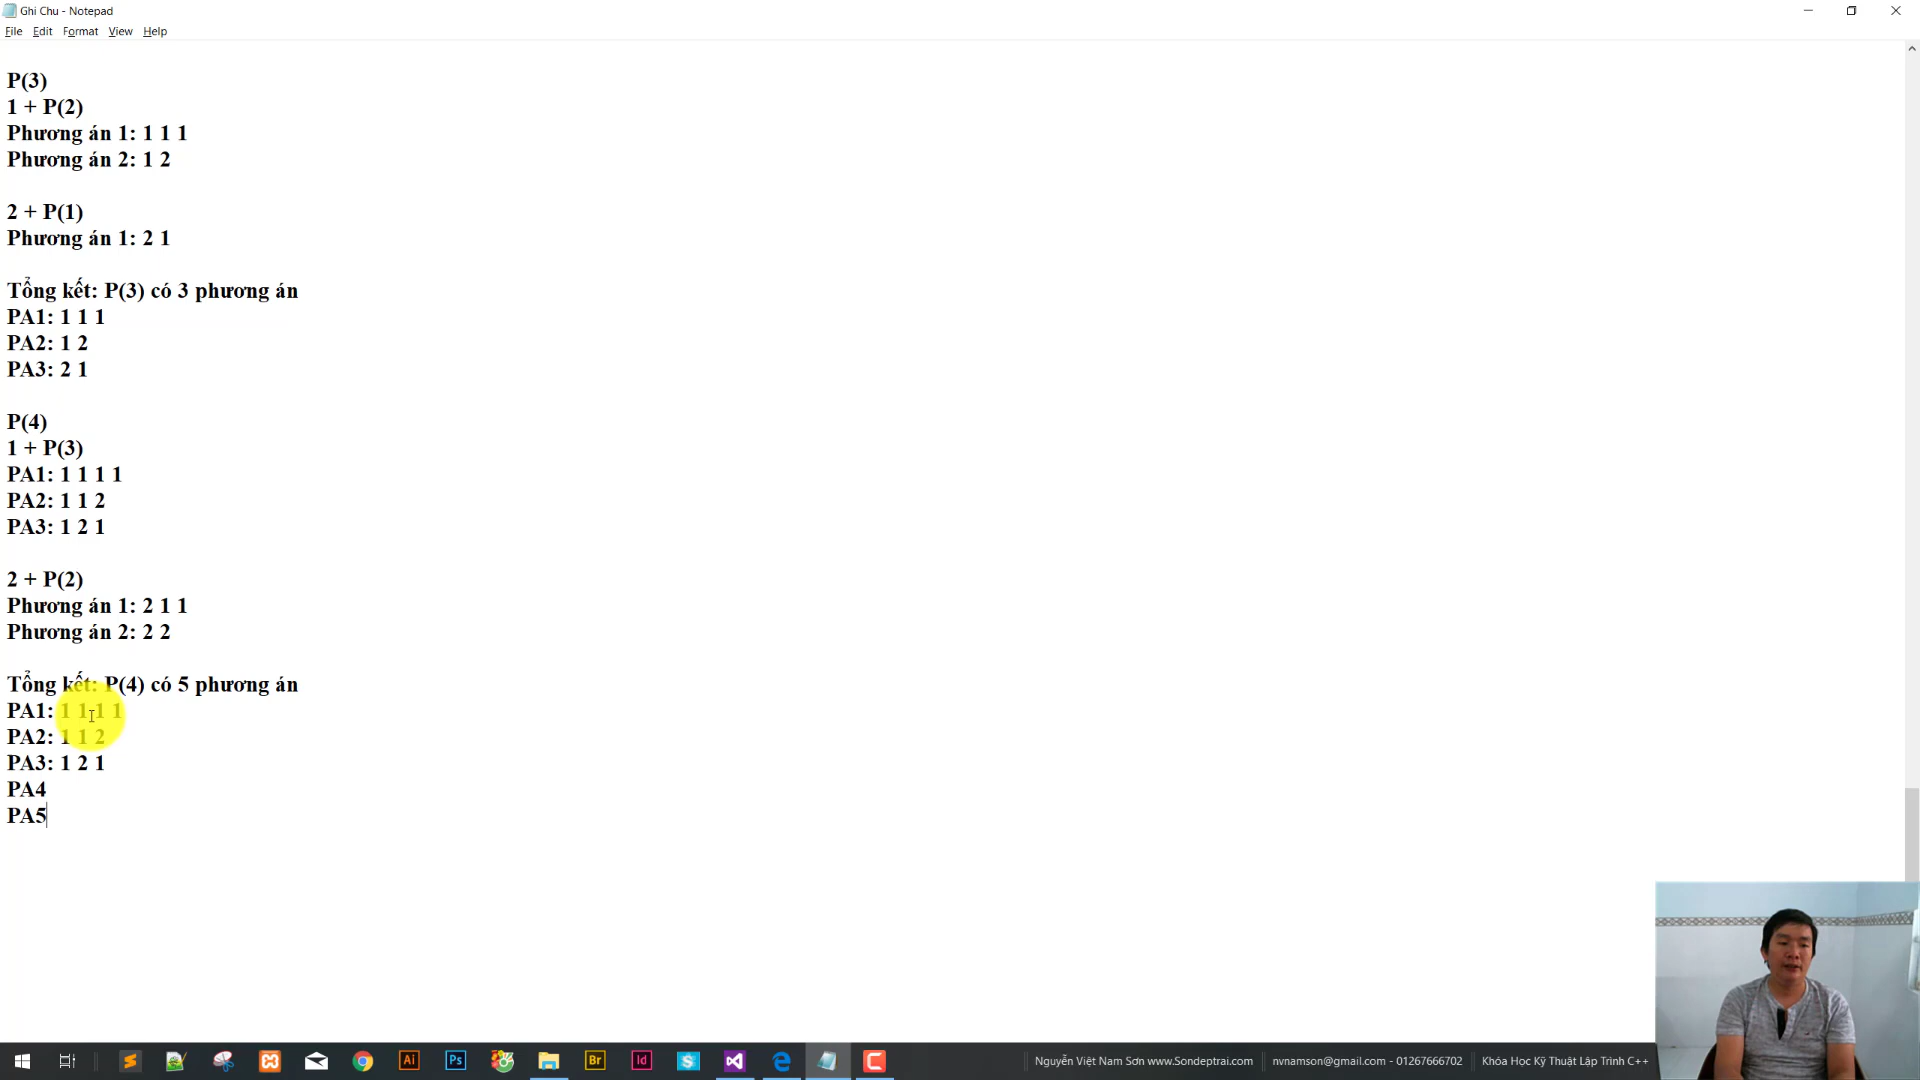 Ghi Chu - Notepad
File Edit Format View Help
P(3)
1 + P(2)
Phương án 1: 1 1 1
Phương án 2: 1 2
2 + P(1)
Phương án 1: 2 1
Tổng kết: P(3) có 3 phương án
PA1: 1 1 1
PA2: 1 2
PA3: 2 1
P(4)
1 + P(3)
PA1: 1 1 1 1
PA2: 1 1 2
PA3: 1 2 1
2 + P(2)
Phương án 1: 2 1 1
Phương án 2: 2 2
Tổng kết: P(4) có 5 phương án
PA1: 1 1 1 1
PA2: 1 1 2
PA3: 1 2 1
PA4
PA5
Ai Ps Br Id
Nguyễn Việt Nam Sơn www.Sondeptrai.com nvnamson@gmail.com - 01267666702 Khóa Học Kỹ Thuật Lập Trình C++